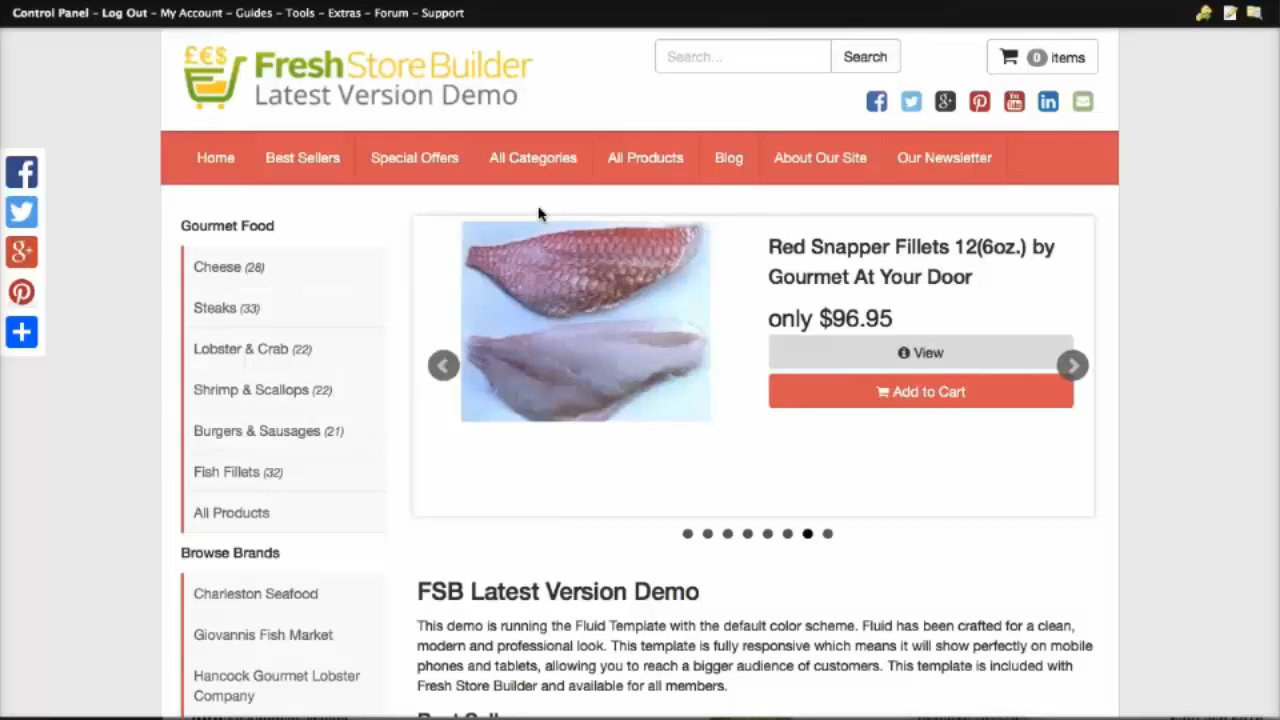 Control Panel – Log Out – My Account – Guides – Tools – Extras – Forum – Support
£€$
FreshStoreBuilder
Latest Version Demo
Search...
Search
0 items
Home
Best Sellers
Special Offers
All Categories
All Products
Blog
About Our Site
Our Newsletter
Gourmet Food
Cheese (28)
Steaks (33)
Lobster & Crab (22)
Shrimp & Scallops (22)
Burgers & Sausages (21)
Fish Fillets (32)
All Products
Browse Brands
Charleston Seafood
Giovannis Fish Market
Hancock Gourmet Lobster
Company
Red Snapper Fillets 12(6oz.) by
Gourmet At Your Door
only $96.95
View
Add to Cart
FSB Latest Version Demo
This demo is running the Fluid Template with the default color scheme. Fluid has been crafted for a clean,
modern and professional look. This template is fully responsive which means it will show perfectly on mobile
phones and tablets, allowing you to reach a bigger audience of customers. This template is included with
Fresh Store Builder and available for all members.